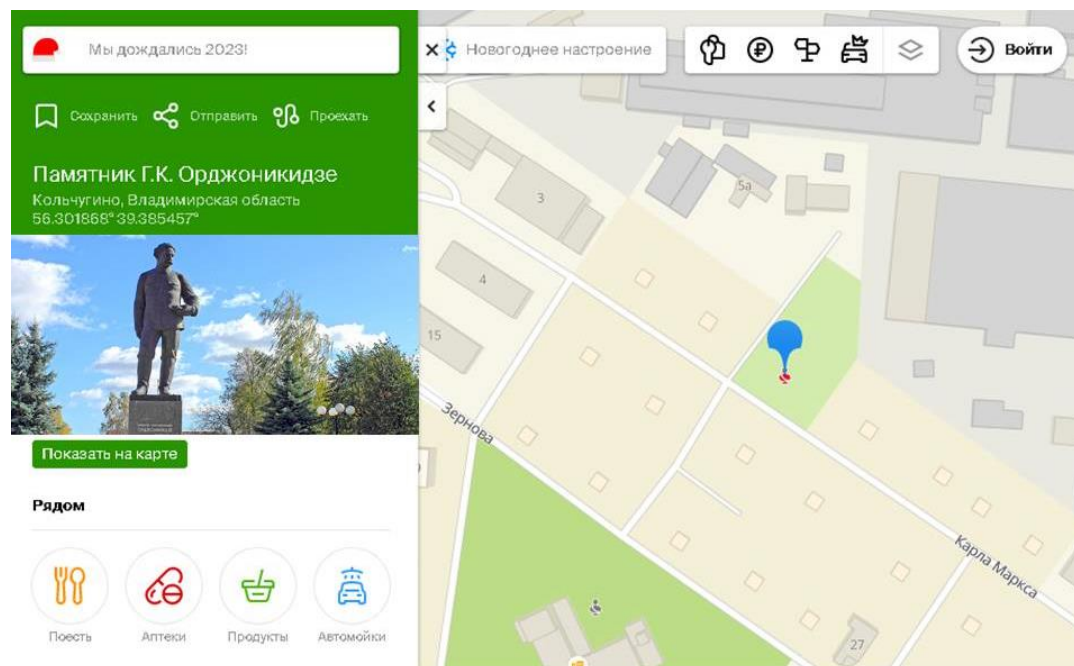 Мы дождались 2023!
Новогоднее настроение
Войти
Сохранить
Отправить
Проехать
Памятник Г.К. Орджоникидзе
Кольчугино, Владимирская область
56.301868° 39.385457°
ОРДЖОНИКИДЗЕ
Показать на карте
Рядом
Поесть
Аптеки
Продукты
Автомойки
3
5а
4
15
Зернова
Карла Маркса
27